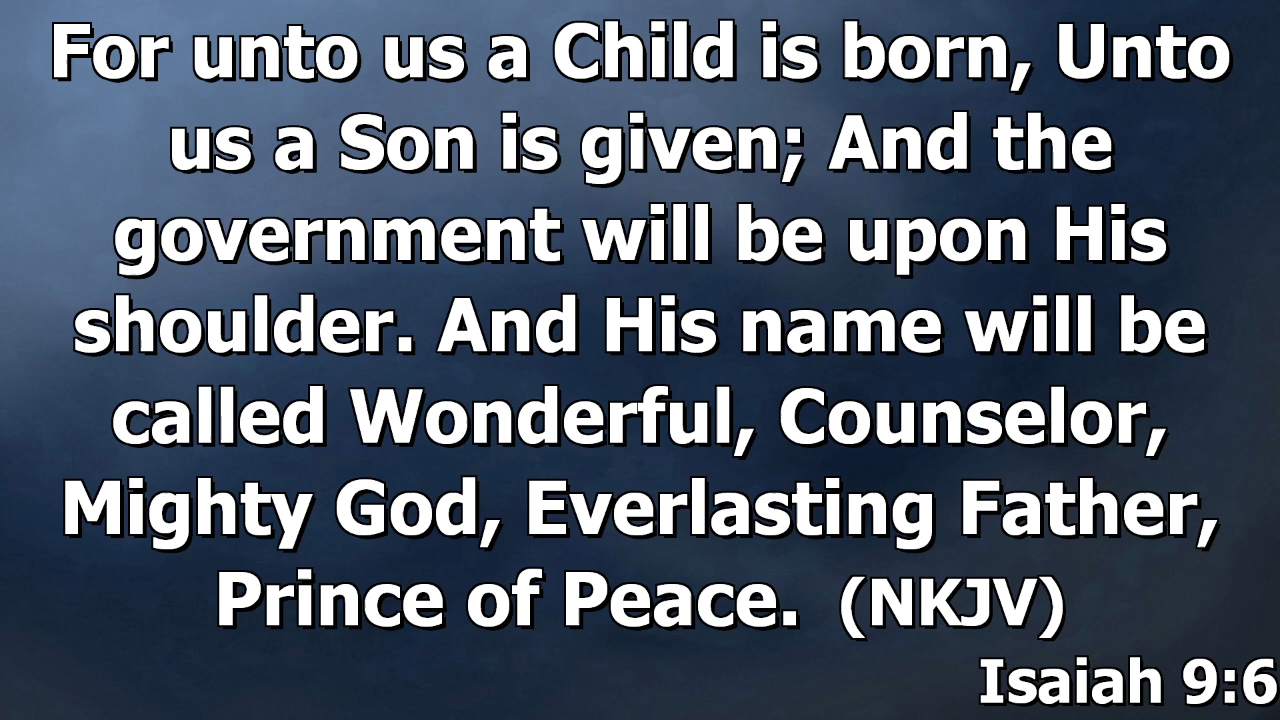 For unto us a Child is born, Unto
us a Son is given; And the
government will be upon His
shoulder. And His name will be
called Wonderful, Counselor,
Mighty God, Everlasting Father,
Prince of Peace. (NKJV)
Isaiah 9:6